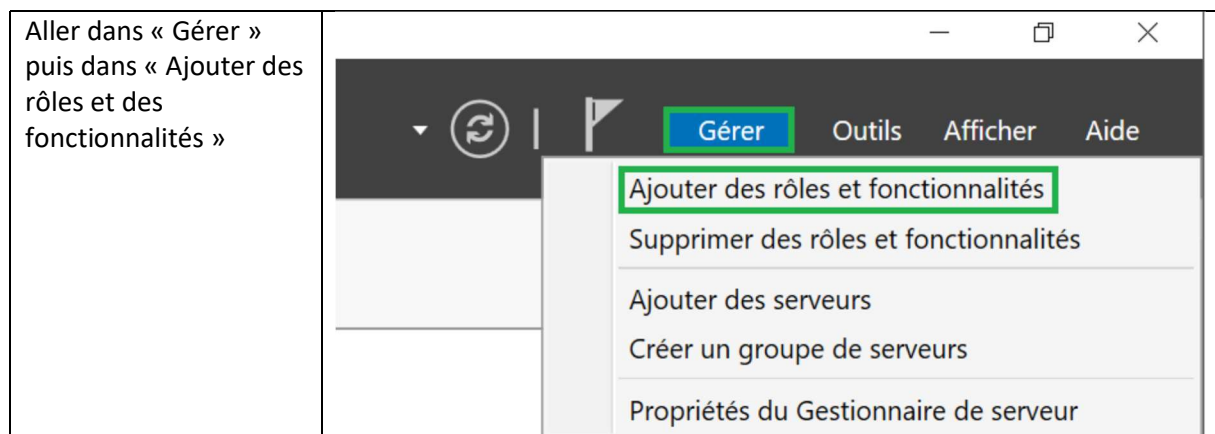 Aller dans « Gérer »
puis dans « Ajouter des
rôles et des
fonctionnalités »
Gérer Outils Afficher Aide
Ajouter des rôles et fonctionnalités
Supprimer des rôles et fonctionnalités
Ajouter des serveurs
Créer un groupe de serveurs
Propriétés du Gestionnaire de serveur